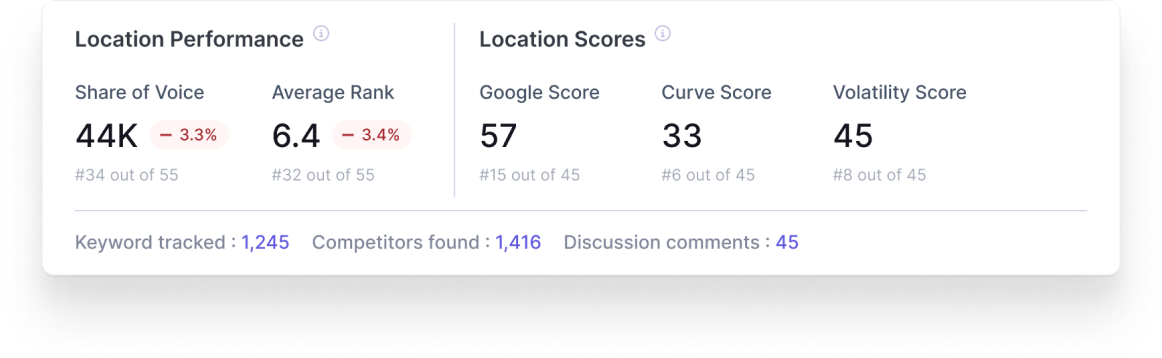 Location Performance
Location Scores
Share of Voice
Average Rank
Google Score
Curve Score
Volatility Score
44K − 3.3%
6.4 − 3.4%
57
33
45
#34 out of 55
#32 out of 55
#15 out of 45
#6 out of 45
#8 out of 45
Keyword tracked : 1,245 Competitors found : 1,416 Discussion comments : 45